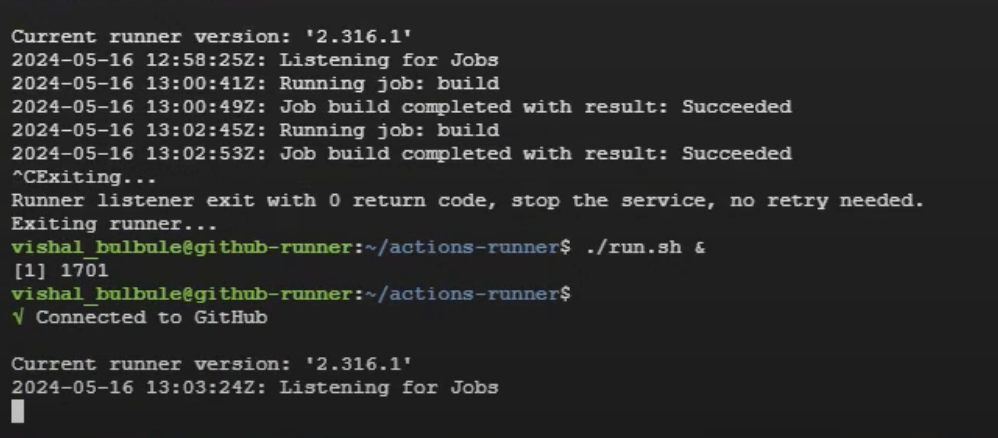 Current runner version: '2.316.1'
2024-05-16 12:58:25Z: Listening for Jobs
2024-05-16 13:00:41Z: Running job: build
2024-05-16 13:00:49Z: Job build completed with result: Succeeded
2024-05-16 13:02:45Z: Running job: build
2024-05-16 13:02:53Z: Job build completed with result: Succeeded
^CExiting...
Runner listener exit with 0 return code, stop the service, no retry needed.
Exiting runner...
vishal_bulbule@github-runner:~/actions-runner$ ./run.sh &
[1] 1701
vishal_bulbule@github-runner:~/actions-runner$
√ Connected to GitHub
Current runner version: '2.316.1'
2024-05-16 13:03:24Z: Listening for Jobs